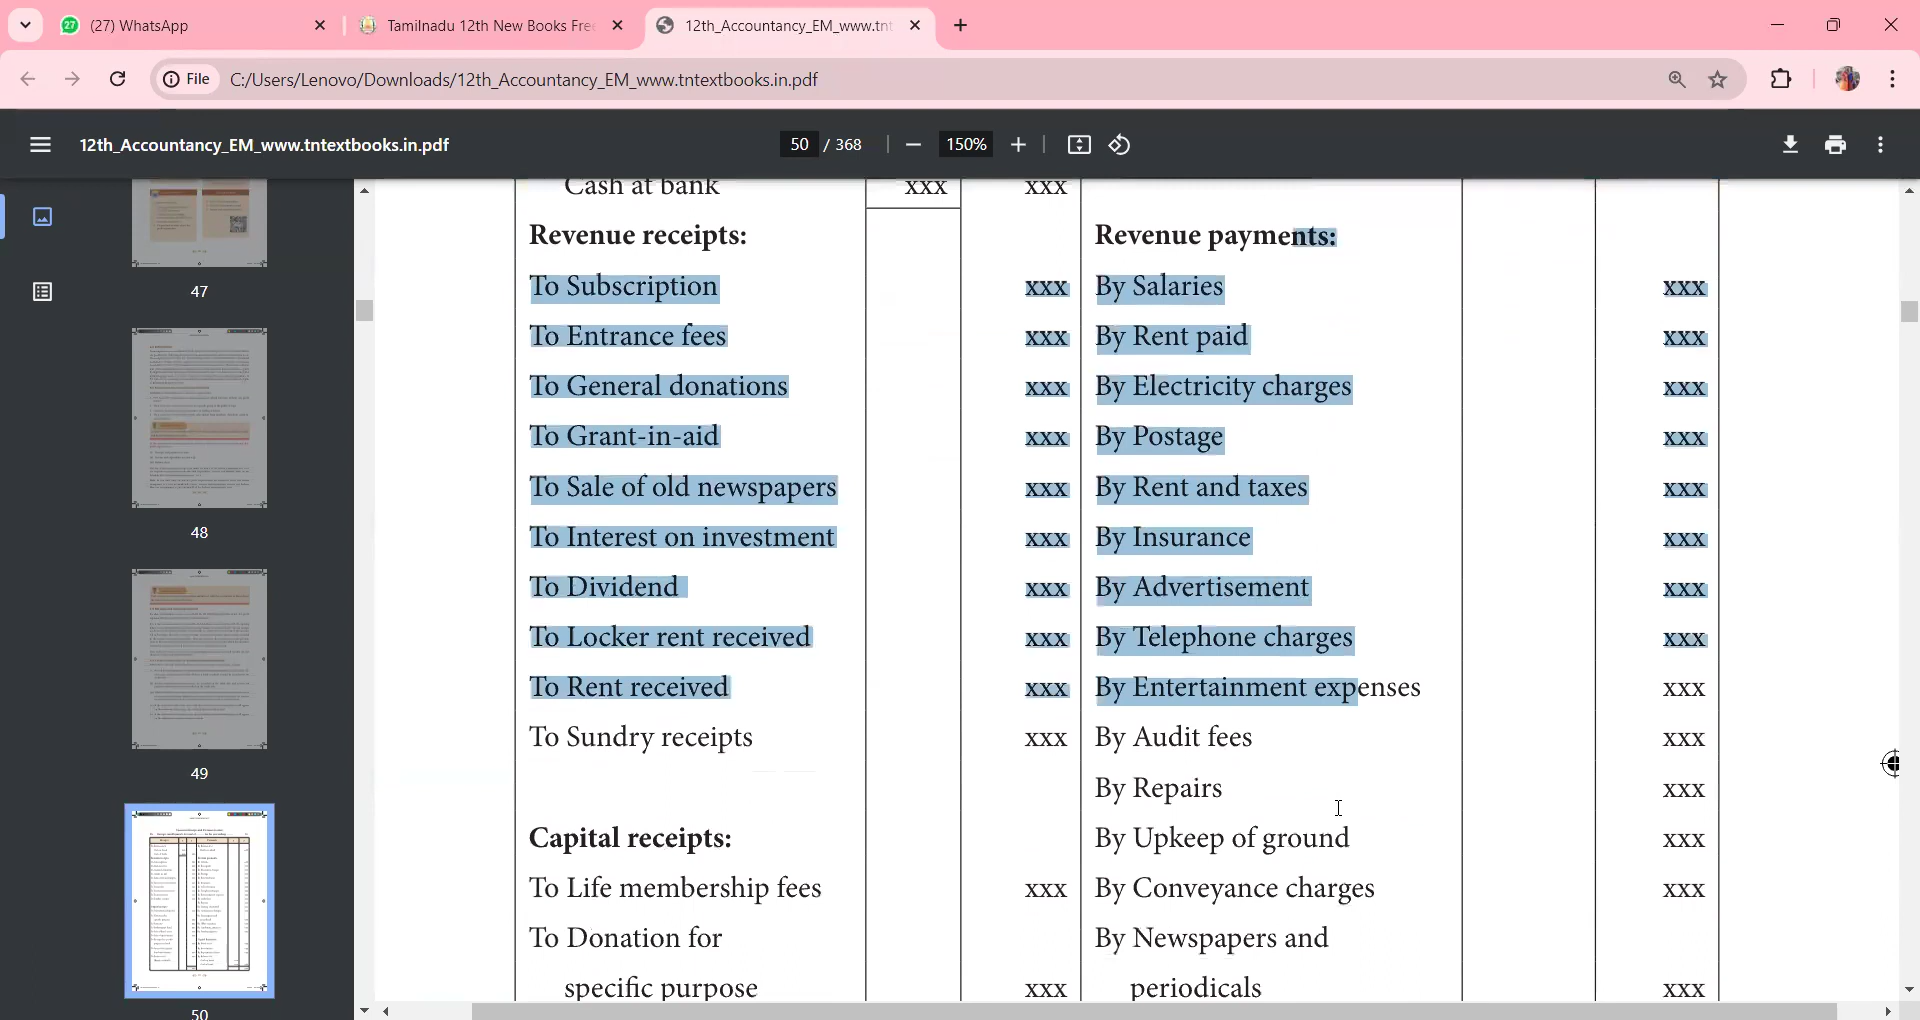 (27) WhatsApp
Tamilnadu 12th New Books Fre
12th_Accountancy_EM_www.tnt
File
C:/Users/Lenovo/Downloads/12th_Accountancy_EM_www.tntextbooks.in.pdf
12th_Accountancy_EM_www.tntextbooks.in.pdf
50 / 368
150%
47
48
49
50
Cash at bank xxx xxx
Revenue receipts: Revenue payments:
To Subscription xxx By Salaries xxx
To Entrance fees xxx By Rent paid xxx
To General donations xxx By Electricity charges xxx
To Grant-in-aid xxx By Postage xxx
To Sale of old newspapers xxx By Rent and taxes xxx
To Interest on investment xxx By Insurance xxx
To Dividend xxx By Advertisement xxx
To Locker rent received xxx By Telephone charges xxx
To Rent received xxx By Entertainment expenses xxx
To Sundry receipts xxx By Audit fees xxx
By Repairs xxx
Capital receipts: By Upkeep of ground xxx
To Life membership fees xxx By Conveyance charges xxx
To Donation for By Newspapers and
specific purpose xxx periodicals xxx